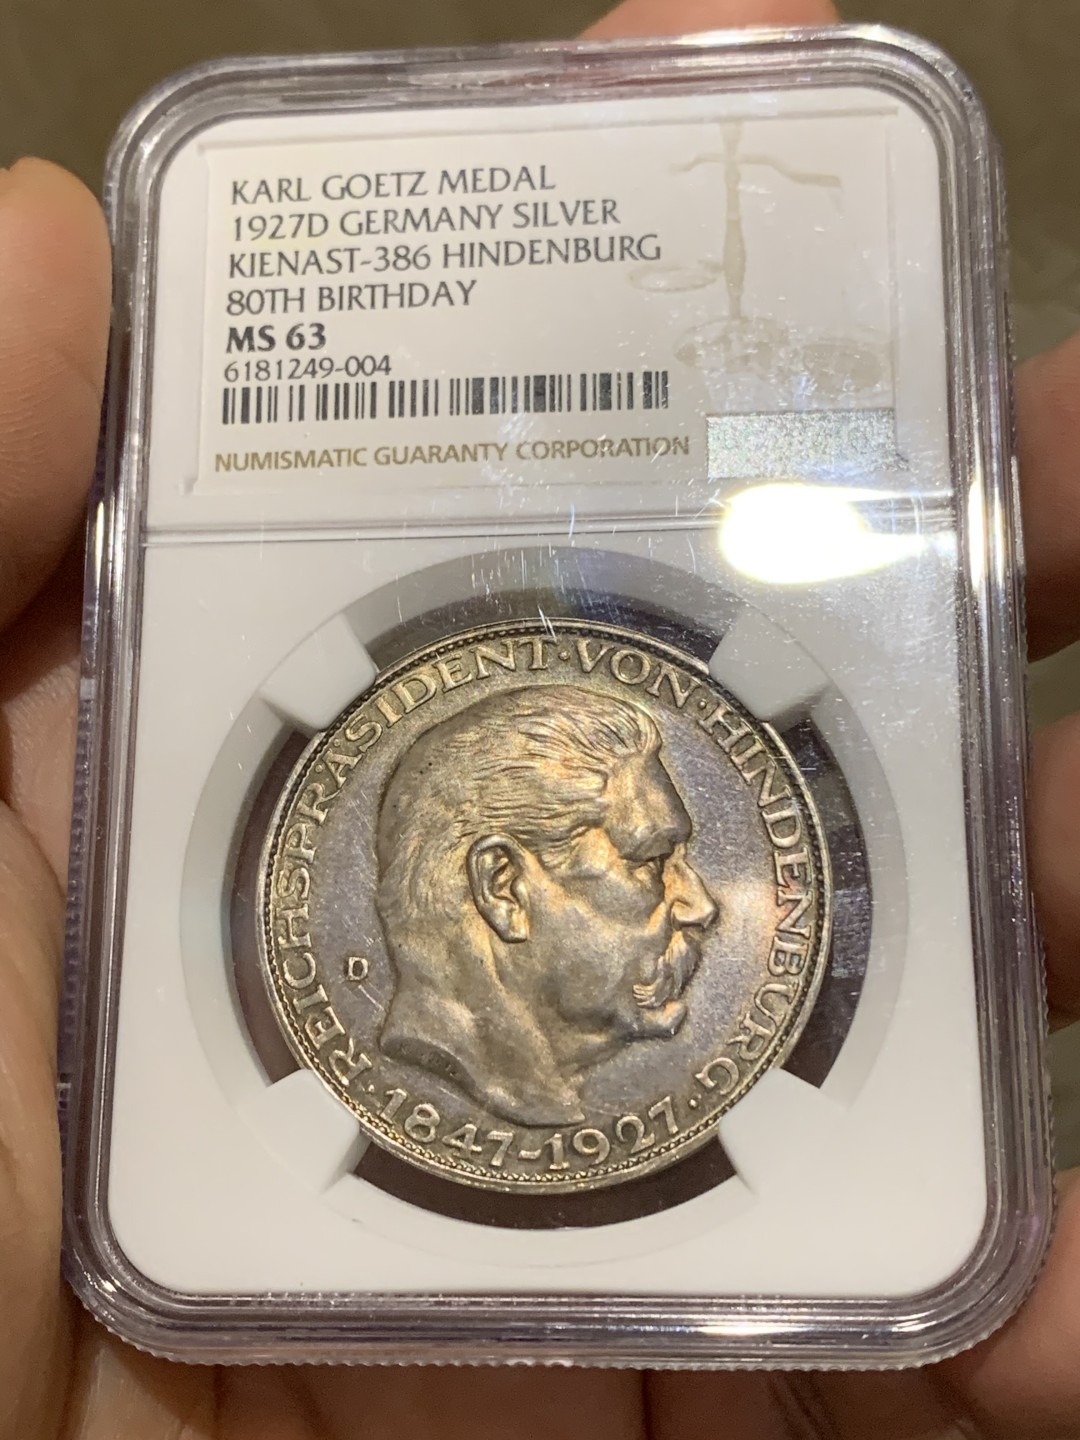 KARL GOETZ MEDAL
1927D GERMANY SILVER
KIENAST-386 HINDENBURG
80TH BIRTHDAY
MS 63
6181249-004
NUMISMATIC GUARANTY CORPORATION
REICHSPRÄSIDENT·VON·HINDENBURG
·1847-1927·
D